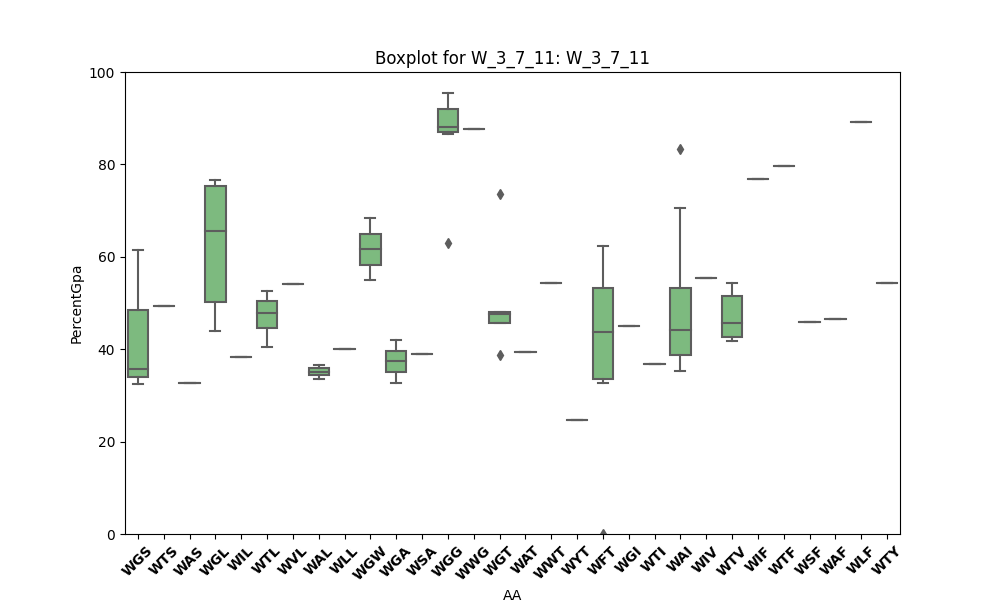 Boxplot for W_3_7_11: W_3_7_11
PercentGpa
100
80
60
40
20
0
WGS WTS WAS WGL WIL WTL WVL WAL WLL WGW WGA WSA WGG WWG WGT WAT WWT WYT WFT WGI WTI WAI WIV WTV WIF WTF WSF WAF WLF WTY
AA